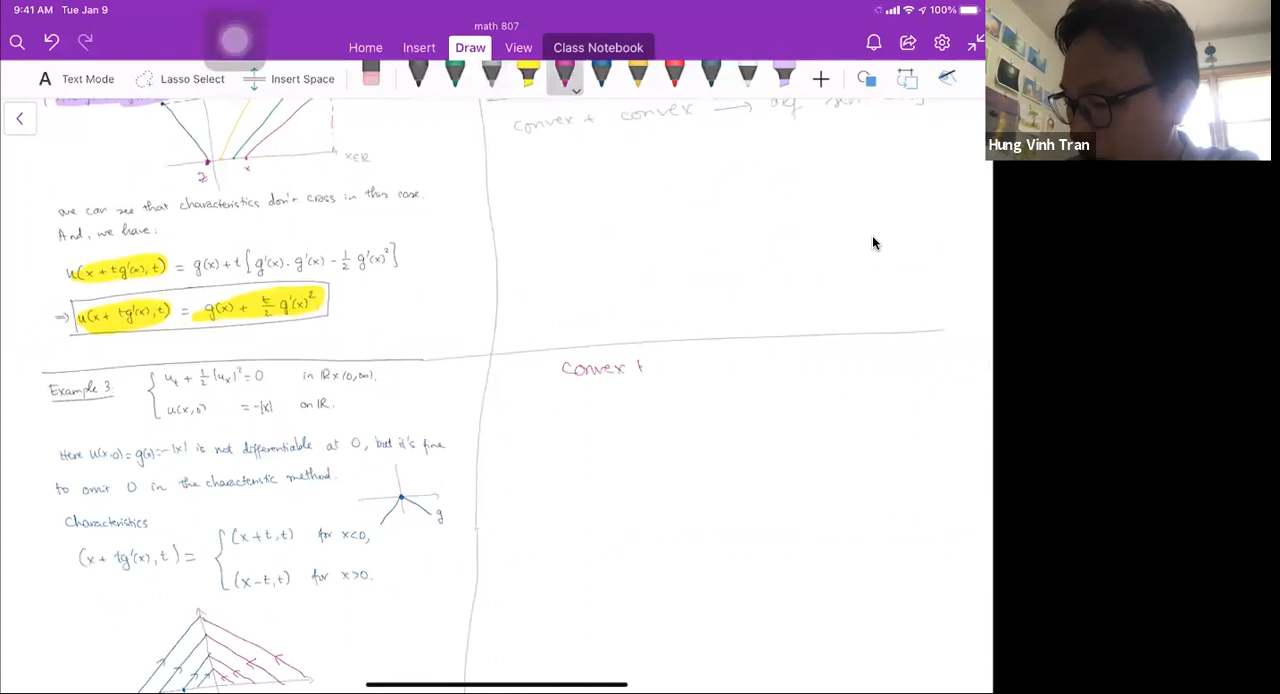 9:41 AM Tue Jan 9
100%
math 807
Home Insert Draw View Class Notebook
A Text Mode Lasso Select Insert Space
Hung Vinh Tran
x∈ℝ
z x
we can see that characteristics don't cross in this case.
And, we have:
u(x + tg'(x), t) = g(x) + t[g'(x). g'(x) - 1/2 g'(x)²]
⇒ u(x + tg'(x), t) = g(x) + t/2 g'(x)²
Example 3. { u_t + 1/2 |u_x|² = 0 in ℝ×(0,∞).
u(x,0) = -|x| on ℝ.
Here u(x,0) = g(x) = -|x| is not differentiable at 0, but it's fine
to omit 0 in the characteristic method.
g
Characteristics
(x + tg'(x), t) = { (x+t, t) for x<0,
(x-t, t) for x>0.
convex + convex →
convex +